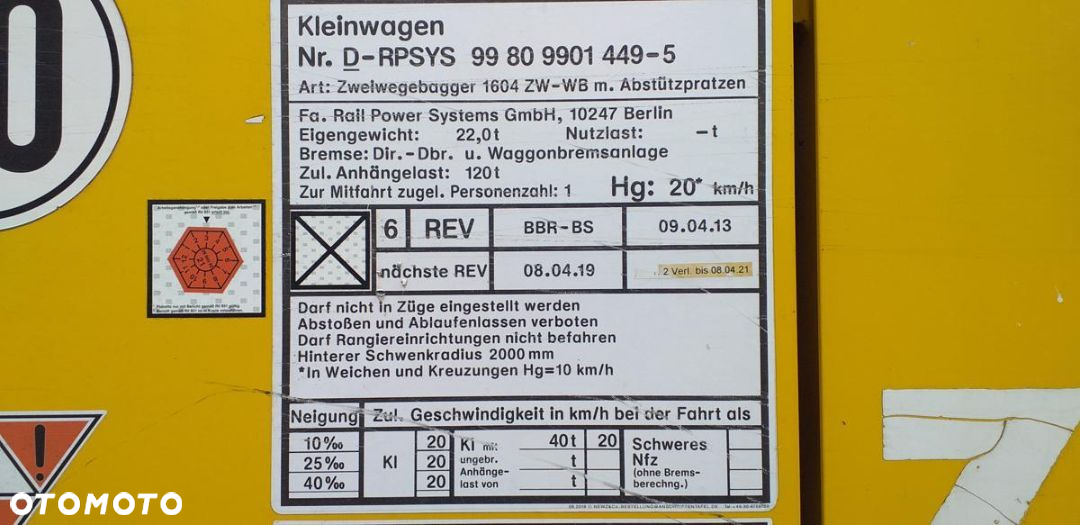 Kleinwagen
Nr. D-RPSYS 99 80 9901 449-5
Art: Zweiwegebagger 1604 ZW-WB m. Abstützpratzen
Fa. Rail Power Systems GmbH, 10247 Berlin
Eigengewicht: 22,0t Nutzlast: -t
Bremse: Dir.-Dbr. u. Waggonbremsanlage
Zul. Anhängelast: 120t
Zur Mitfahrt zugel. Personenzahl: 1 Hg: 20* km/h
6 REV BBR-BS 09.04.13
nächste REV 08.04.19 2 Verl. bis 08.04.21
Darf nicht in Züge eingestellt werden
Abstoßen und Ablaufenlassen verboten
Darf Rangiereinrichtungen nicht befahren
Hinterer Schwenkradius 2000 mm
*In Weichen und Kreuzungen Hg=10 km/h
Neigung Zul. Geschwindigkeit in km/h bei der Fahrt als
10‰ 20 40t 20
25‰ 20 t
40‰ 20 t
Kl
Kl mit
ungebr.
Anhänge-
last von
Schweres
Nfz
(ohne Brems-
berechng.)
0
!
7
OTOMOTO